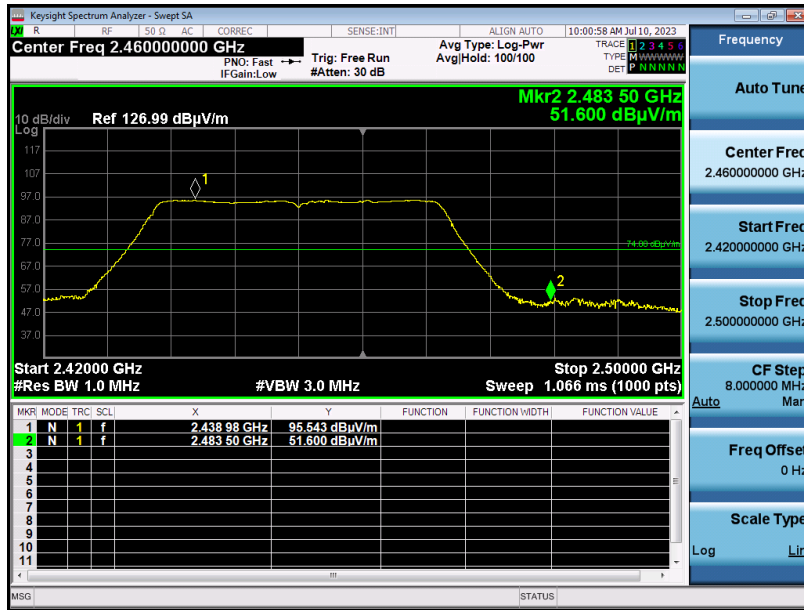 Keysight Spectrum Analyzer - Swept SA
LXI R RF 50 Ω AC CORREC SENSE:INT ALIGN AUTO 10:00:58 AM Jul 10, 2023
Center Freq 2.460000000 GHz
PNO: Fast
IFGain:Low
Trig: Free Run
#Atten: 30 dB
Avg Type: Log-Pwr
Avg|Hold: 100/100
TRACE 1 2 3 4 5 6
TYPE M W W W W W
DET P N N N N N
Mkr2 2.483 50 GHz
51.600 dBµV/m
10 dB/div Ref 126.99 dBµV/m
Log
117
107
97.0
87.0
77.0
67.0
57.0
47.0
37.0
1
74.00 dBµV/m
2
Start 2.42000 GHz Stop 2.50000 GHz
#Res BW 1.0 MHz #VBW 3.0 MHz Sweep 1.066 ms (1000 pts)
MKR MODE TRC SCL X Y FUNCTION FUNCTION WIDTH FUNCTION VALUE
1 N 1 f 2.438 98 GHz 95.543 dBµV/m
2 N 1 f 2.483 50 GHz 51.600 dBµV/m
3
4
5
6
7
8
9
10
11
MSG STATUS
Frequency
Auto Tune
Center Freq
2.460000000 GHz
Start Freq
2.420000000 GHz
Stop Freq
2.500000000 GHz
CF Step
8.000000 MHz
Auto Man
Freq Offset
0 Hz
Scale Type
Log Lin